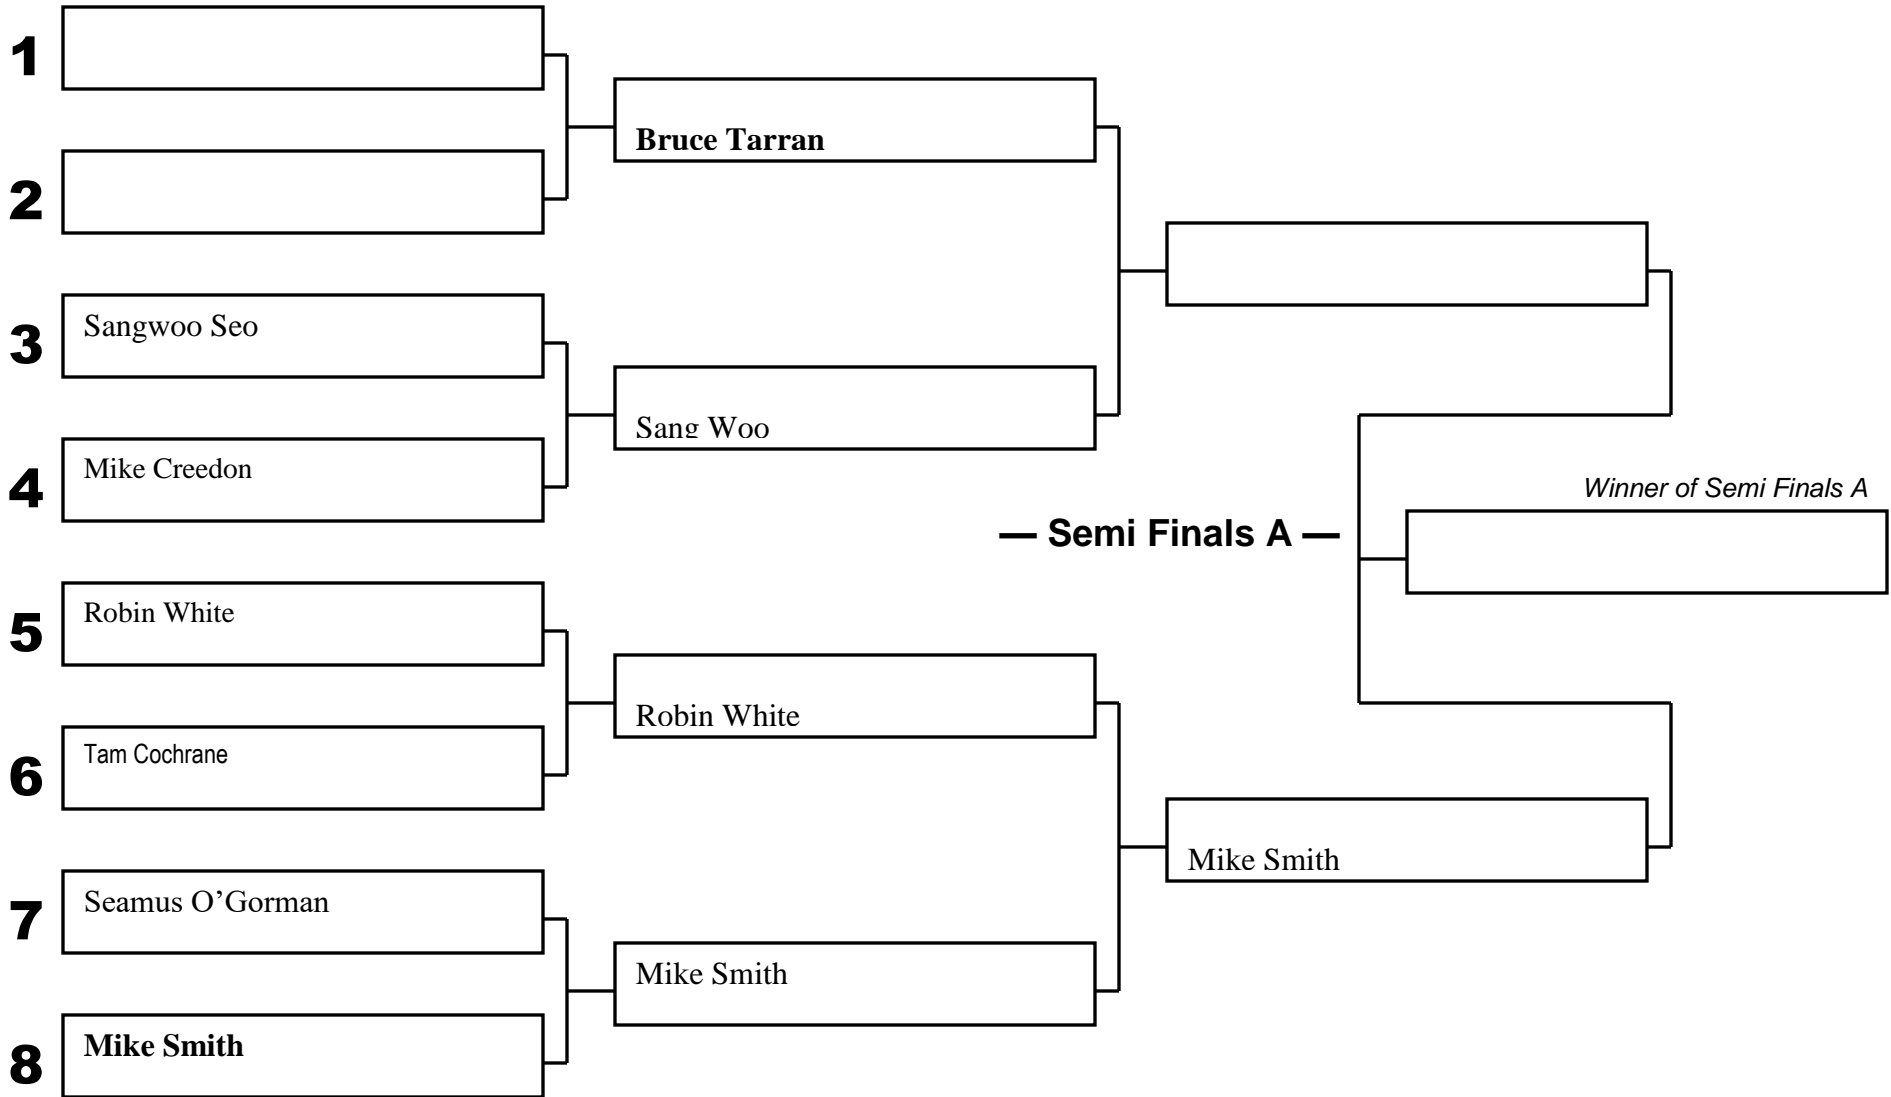 1
2
3
Sangwoo Seo
4
Mike Creedon
5
Robin White
6
Tam Cochrane
7
Seamus O’Gorman
8
Mike Smith
Bruce Tarran
Sang Woo
Robin White
Mike Smith
— Semi Finals A —
Mike Smith
Winner of Semi Finals A